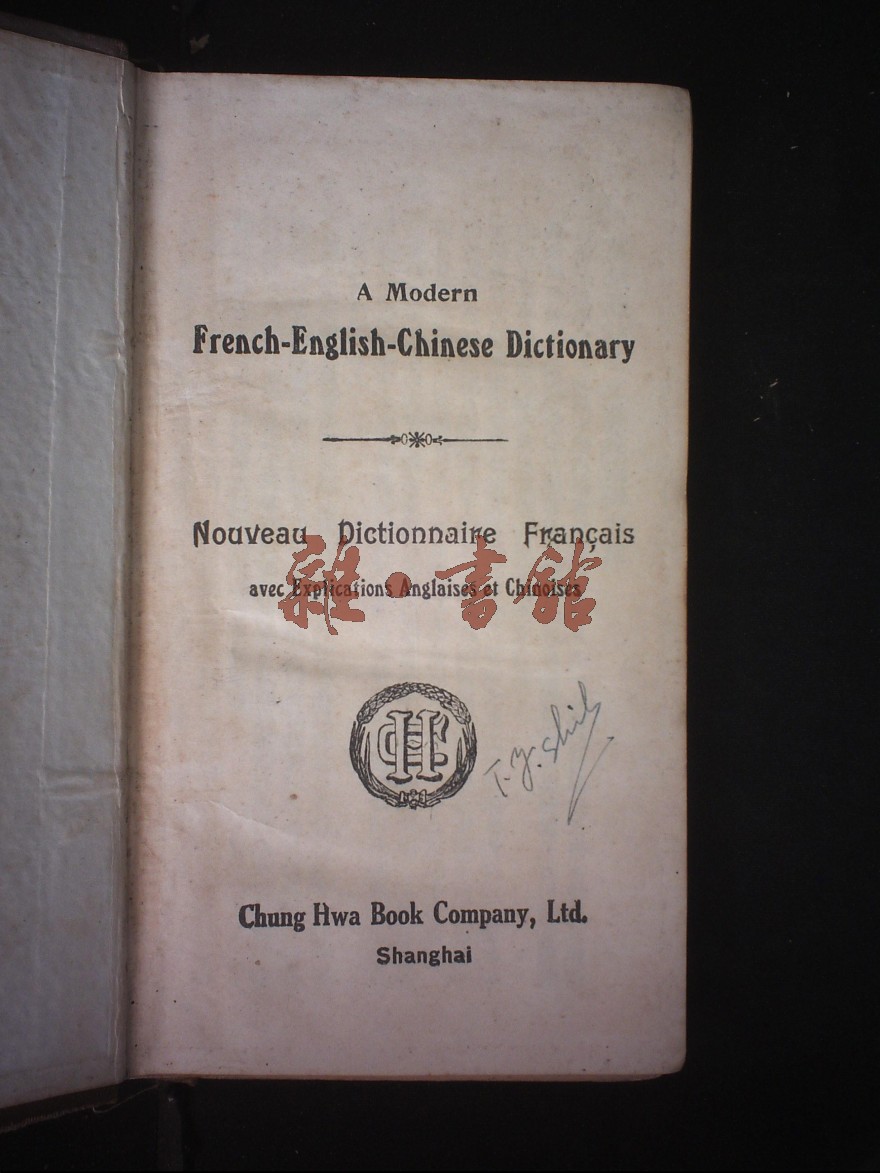 A Modern
French-English-Chinese Dictionary
Nouveau Dictionnaire Français
avec Explications Anglaises et Chinoises
雜·書館
T. Y. Shih
Chung Hwa Book Company, Ltd.
Shanghai